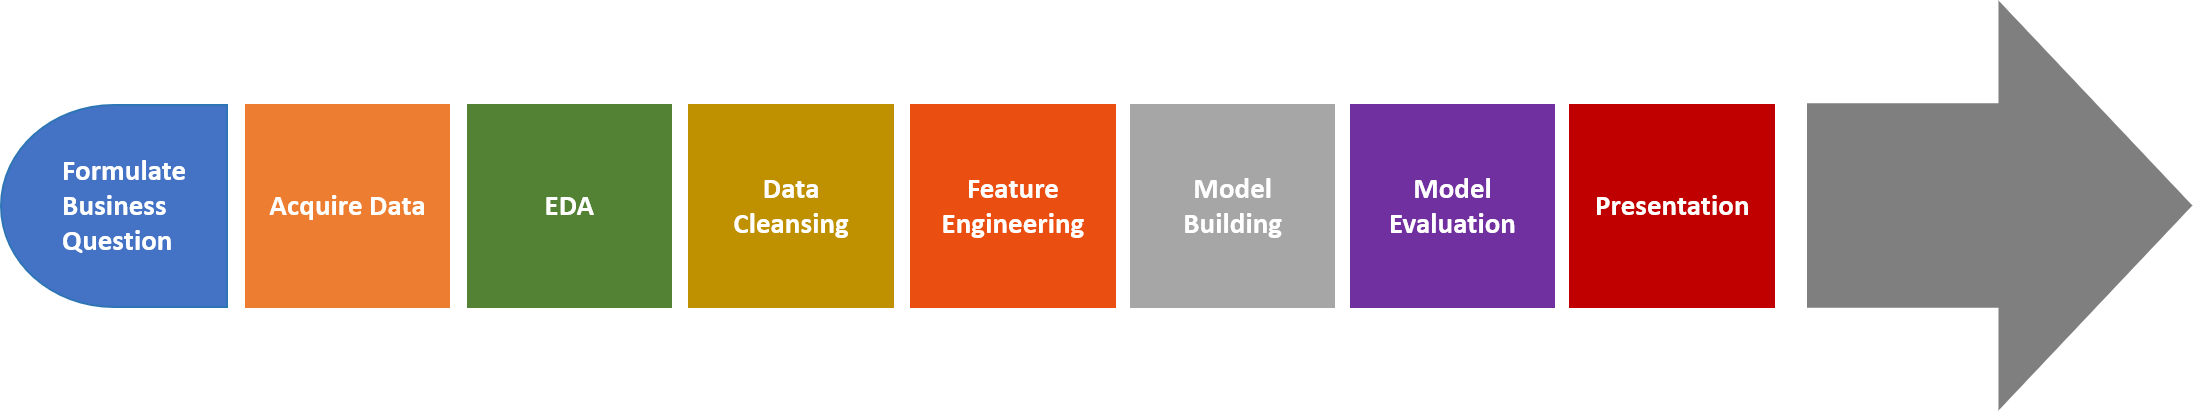 Formulate
Business
Question
Acquire Data
EDA
Data
Cleansing
Feature
Engineering
Model
Building
Model
Evaluation
Presentation